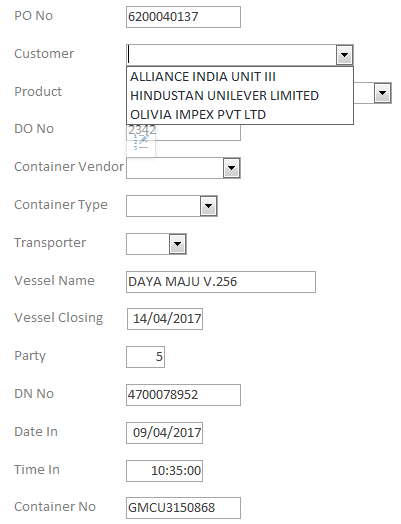 PO No 6200040137
Customer
ALLIANCE INDIA UNIT III
Product HINDUSTAN UNILEVER LIMITED
OLIVIA IMPEX PVT LTD
DO No 2342
Container Vendor
Container Type
Transporter
Vessel Name DAYA MAJU V.256
Vessel Closing 14/04/2017
Party 5
DN No 4700078952
Date In 09/04/2017
Time In 10:35:00
Container No GMCU3150868